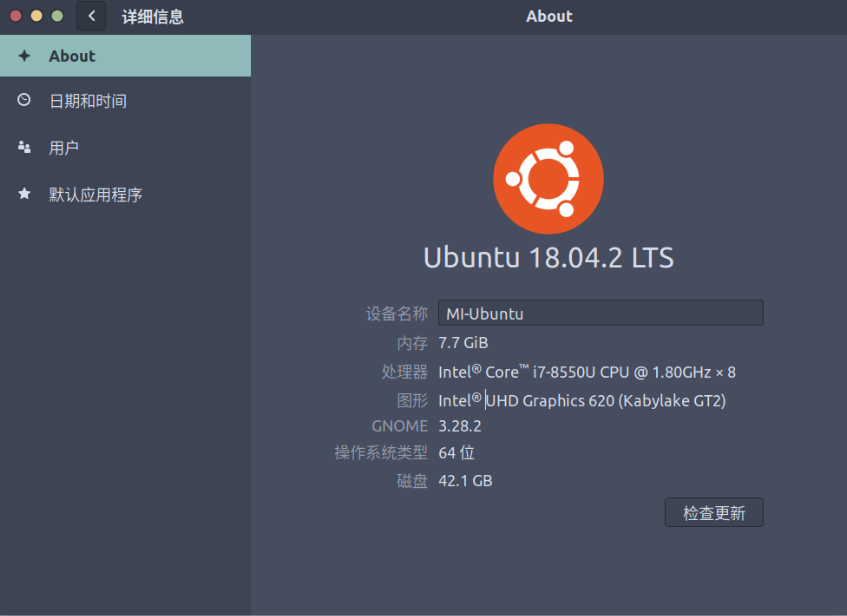 详细信息
About
About
日期和时间
用户
默认应用程序
Ubuntu 18.04.2 LTS
设备名称 MI-Ubuntu
内存 7.7 GiB
处理器 Intel® Core™ i7-8550U CPU @ 1.80GHz × 8
图形 Intel® UHD Graphics 620 (Kabylake GT2)
GNOME 3.28.2
操作系统类型 64 位
磁盘 42.1 GB
检查更新